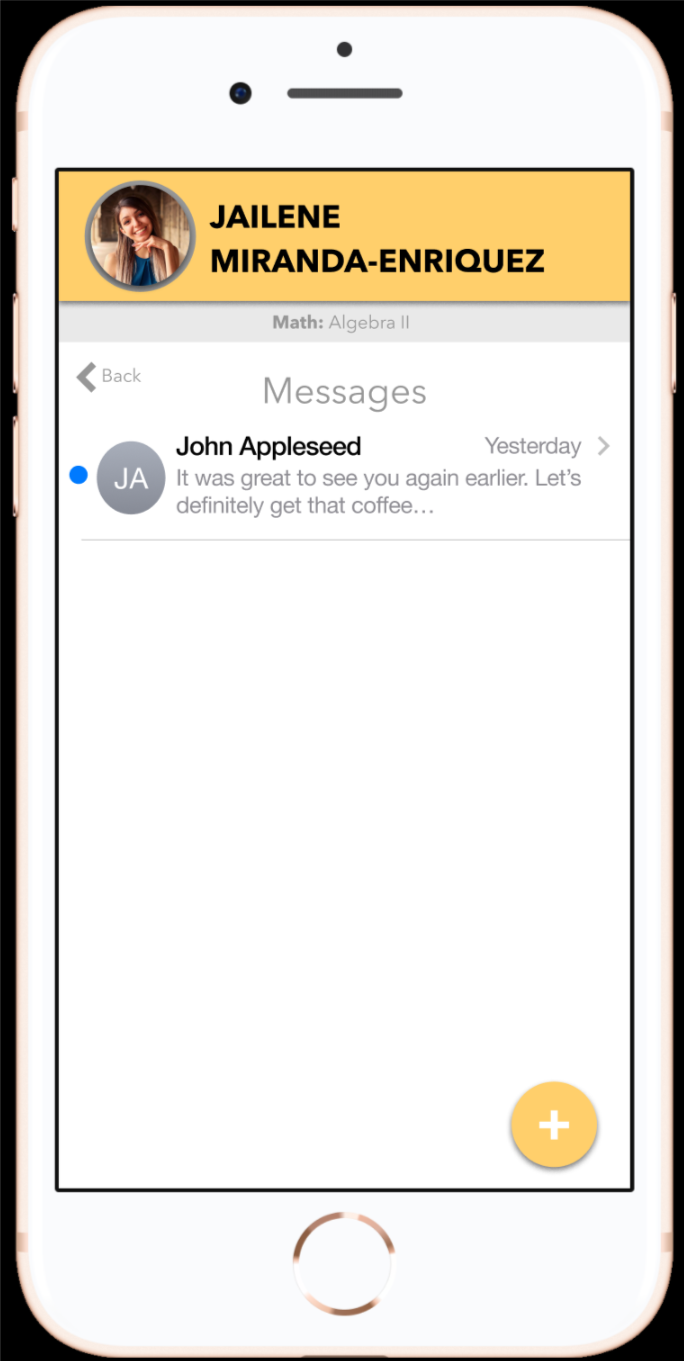 JAILENE
MIRANDA-ENRIQUEZ
Math: Algebra II
Back
Messages
John Appleseed Yesterday
JA
It was great to see you again earlier. Let’s
definitely get that coffee…